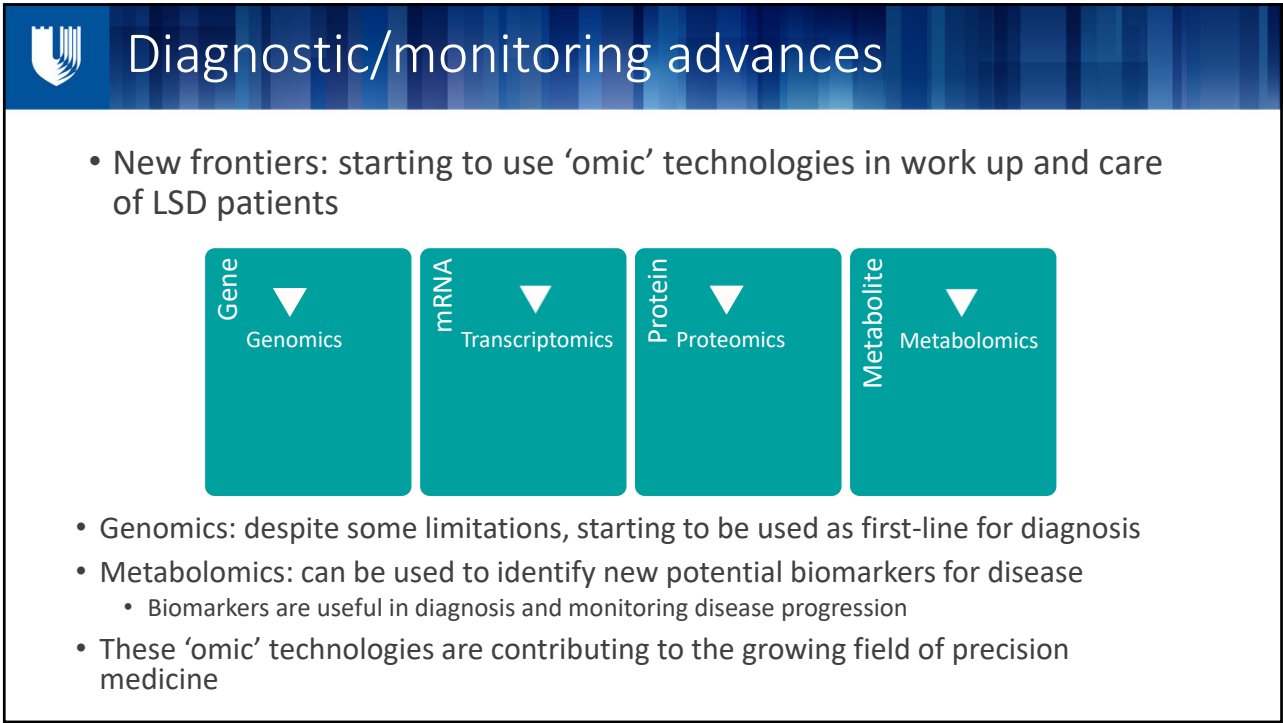 Diagnostic/monitoring advances
• New frontiers: starting to use ‘omic’ technologies in work up and care
of LSD patients
Gene
Genomics
mRNA
Transcriptomics
Protein
Proteomics
Metabolite
Metabolomics
• Genomics: despite some limitations, starting to be used as first-line for diagnosis
• Metabolomics: can be used to identify new potential biomarkers for disease
• Biomarkers are useful in diagnosis and monitoring disease progression
• These ‘omic’ technologies are contributing to the growing field of precision
medicine